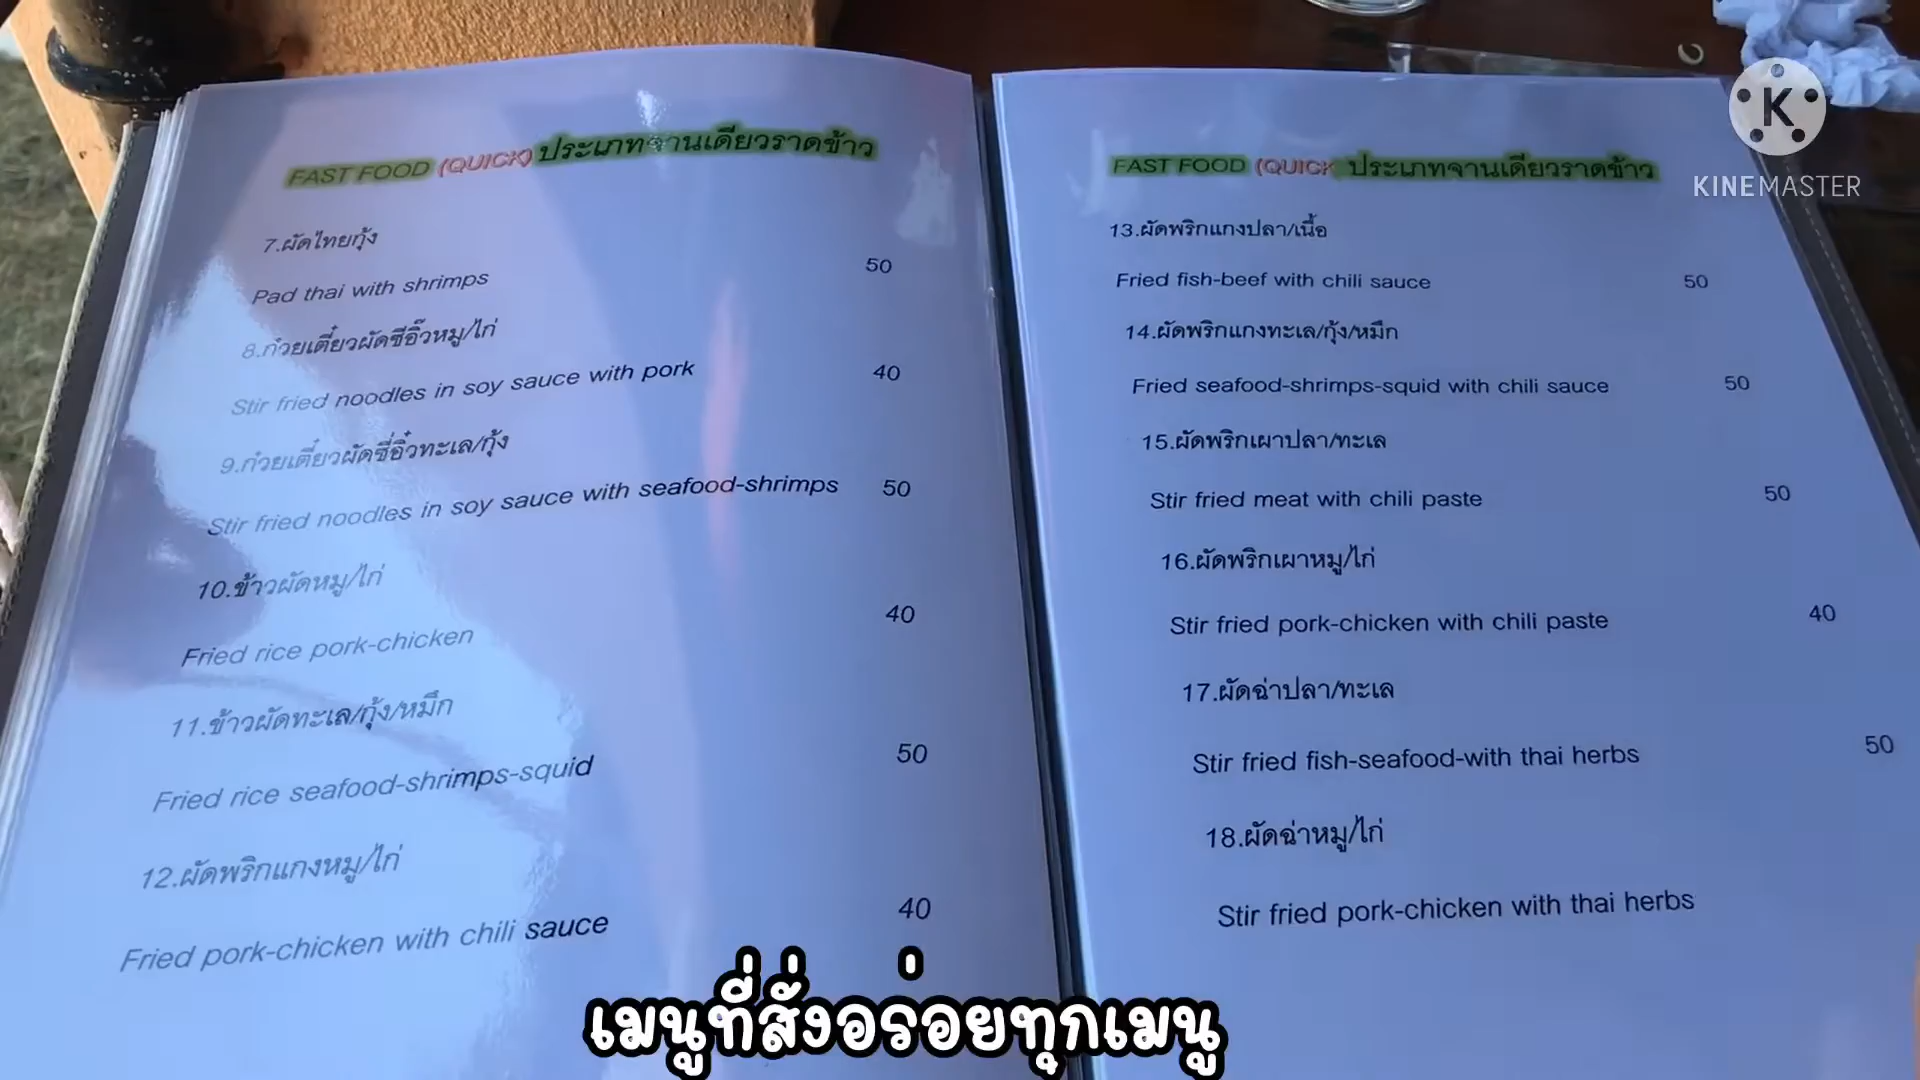 FAST FOOD (QUICK) ประเภทจานเดียวราดข้าว
7.ผัดไทยกุ้ง
Pad thai with shrimps 50
8.ก๋วยเตี๋ยวผัดซีอิ๊วหมู/ไก่
Stir fried noodles in soy sauce with pork 40
9.ก๋วยเตี๋ยวผัดซี่อิ๋วทะเล/กุ้ง
Stir fried noodles in soy sauce with seafood-shrimps 50
10.ข้าวผัดหมู/ไก่
Fried rice pork-chicken 40
11.ข้าวผัดทะเล/กุ้ง/หมึก
Fried rice seafood-shrimps-squid 50
12.ผัดพริกแกงหมู/ไก่
Fried pork-chicken with chili sauce 40
FAST FOOD (QUICK ประเภทจานเดียวราดข้าว
13.ผัดพริกแกงปลา/เนื้อ
Fried fish-beef with chili sauce 50
14.ผัดพริกแกงทะเล/กุ้ง/หมึก
Fried seafood-shrimps-squid with chili sauce 50
15.ผัดพริกเผาปลา/ทะเล
Stir fried meat with chili paste 50
16.ผัดพริกเผาหมู/ไก่
Stir fried pork-chicken with chili paste 40
17.ผัดฉ่าปลา/ทะเล
Stir fried fish-seafood-with thai herbs 50
18.ผัดฉ่าหมู/ไก่
Stir fried pork-chicken with thai herbs
K
KINEMASTER
เมนูที่สั่งอร่อยทุกเมนู